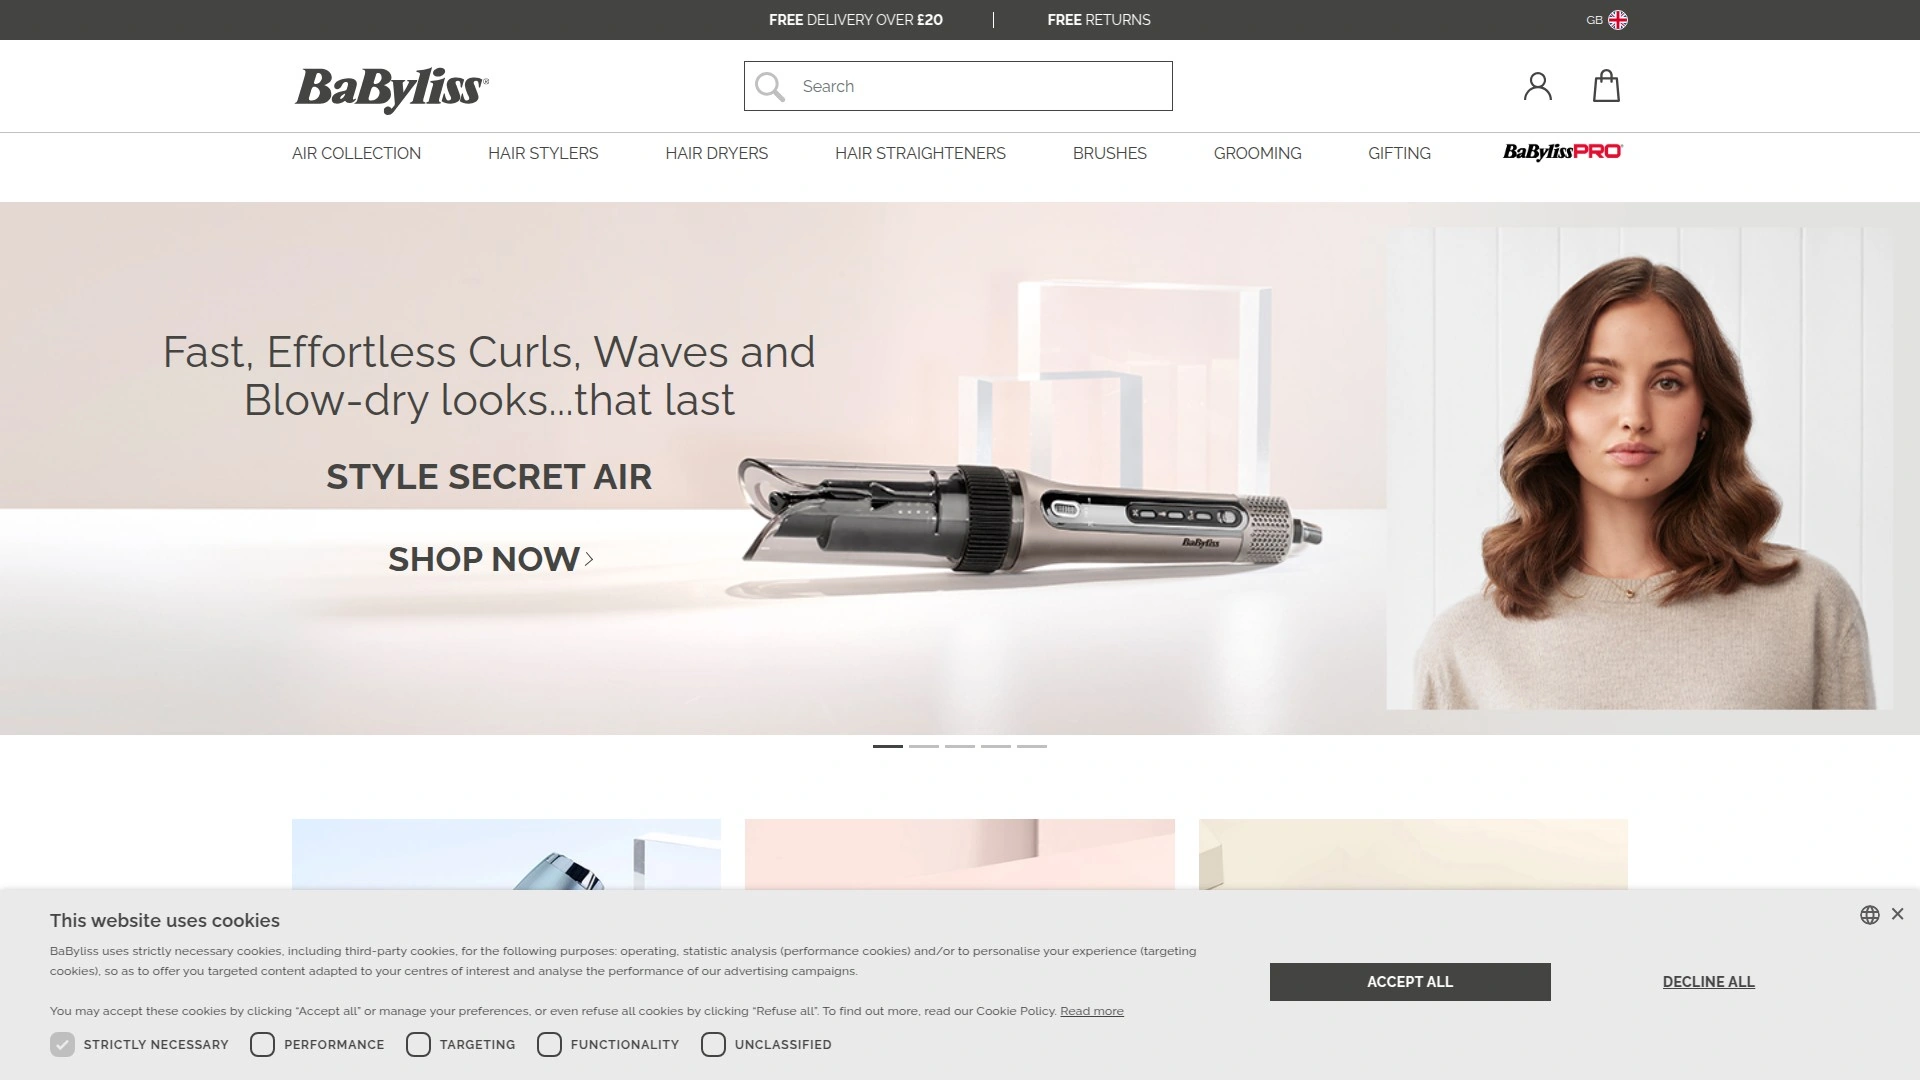 FREE DELIVERY OVER £20
FREE RETURNS
GB
BaByliss®
Search
AIR COLLECTION
HAIR STYLERS
HAIR DRYERS
HAIR STRAIGHTENERS
BRUSHES
GROOMING
GIFTING
BaBylissPRO
Fast, Effortless Curls, Waves and
Blow-dry looks...that last
STYLE SECRET AIR
SHOP NOW
BaByliss
This website uses cookies
BaByliss uses strictly necessary cookies, including third-party cookies, for the following purposes: operating, statistic analysis (performance cookies) and/or to personalise your experience (targeting
cookies), so as to offer you targeted content adapted to your centres of interest and analyse the performance of our advertising campaigns.
You may accept these cookies by clicking “Accept all” or manage your preferences, or even refuse all cookies by clicking “Refuse all”. To find out more, read our Cookie Policy. Read more
STRICTLY NECESSARY
PERFORMANCE
TARGETING
FUNCTIONALITY
UNCLASSIFIED
ACCEPT ALL
DECLINE ALL